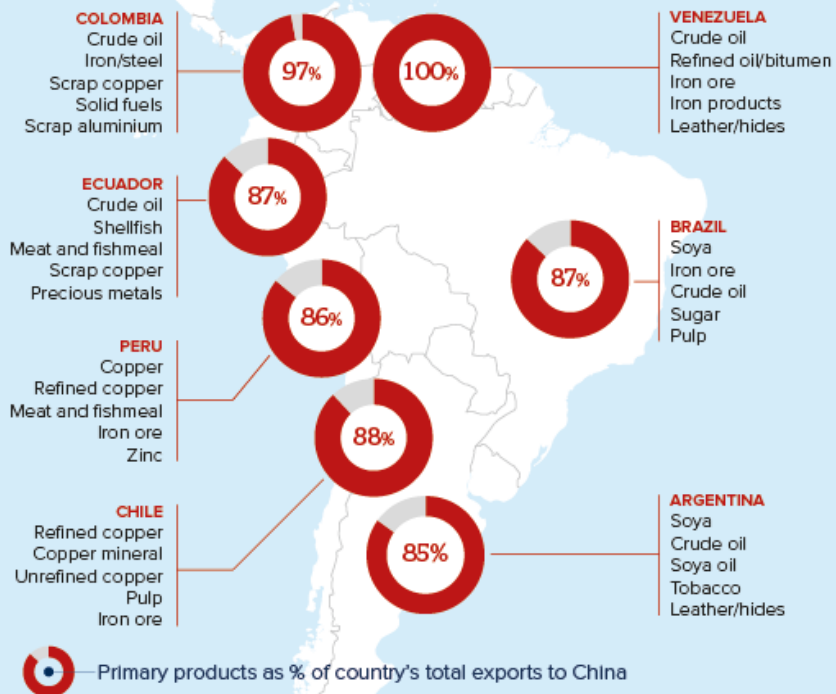 COLOMBIA
Crude oil
Iron/steel
Scrap copper
Solid fuels
Scrap aluminium
97%
100%
VENEZUELA
Crude oil
Refined oil/bitumen
Iron ore
Iron products
Leather/hides
ECUADOR
Crude oil
Shellfish
Meat and fishmeal
Scrap copper
Precious metals
87%
BRAZIL
Soya
Iron ore
Crude oil
Sugar
Pulp
87%
PERU
Copper
Refined copper
Meat and fishmeal
Iron ore
Zinc
86%
CHILE
Refined copper
Copper mineral
Unrefined copper
Pulp
Iron ore
88%
ARGENTINA
Soya
Crude oil
Soya oil
Tobacco
Leather/hides
85%
Primary products as % of country's total exports to China